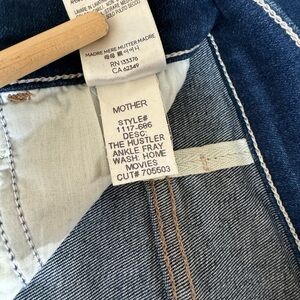 MADRE MERE MUTTER MADRE
RN 133376
CA 62349
MOTHER
STYLE#
1117-686
DESC:
THE HUSTLER
ANKLE FRAY
WASH: HOME
MOVIES
CUT# 705503